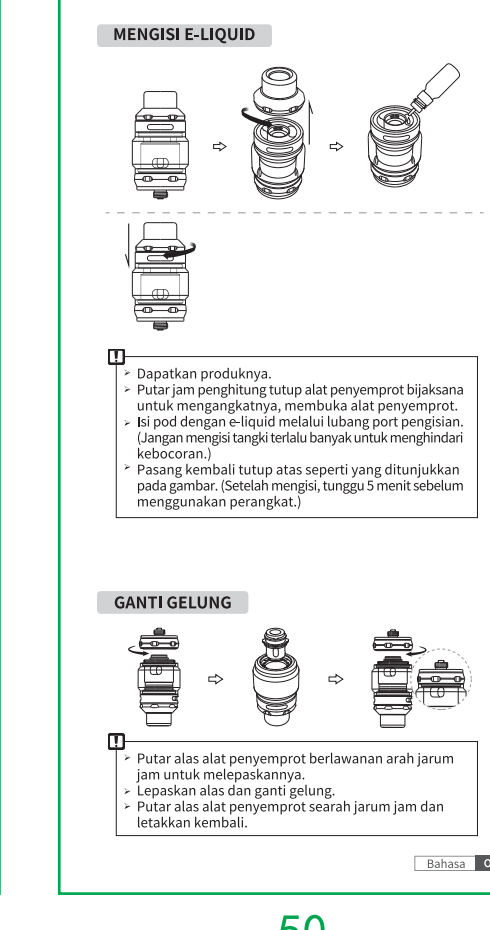 MENGISI E-LIQUID
Dapatkan produknya.
Putar jam penghitung tutup alat penyemprot bijaksana
untuk mengangkatnya, membuka alat penyemprot.
Isi pod dengan e-liquid melalui lubang port pengisian.
(Jangan mengisi tangki terlalu banyak untuk menghindari
kebocoran.)
Pasang kembali tutup atas seperti yang ditunjukkan
pada gambar. (Setelah mengisi, tunggu 5 menit sebelum
menggunakan perangkat.)
GANTI GELUNG
Putar alas alat penyemprot berlawanan arah jarum
jam untuk melepaskannya.
Lepaskan alas dan ganti gelung.
Putar alas alat penyemprot searah jarum jam dan
letakkan kembali.
Bahasa
50